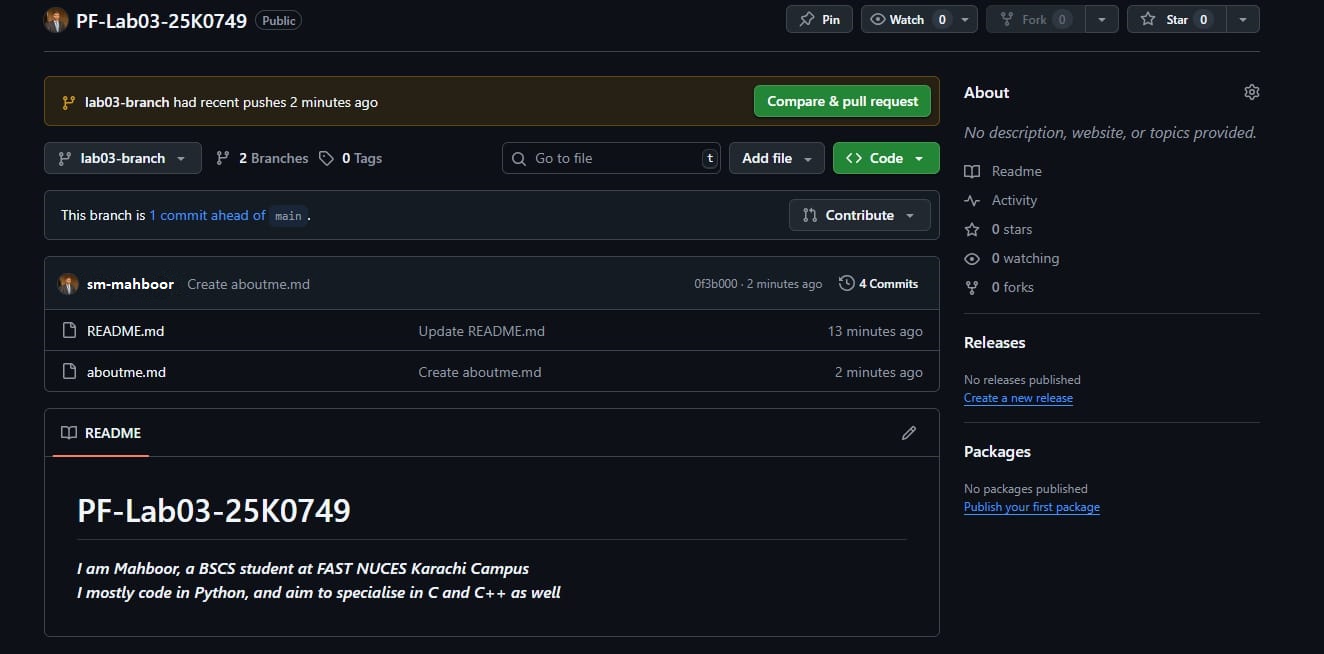 PF-Lab03-25K0749 Public Pin Watch 0 Fork 0 Star 0
lab03-branch had recent pushes 2 minutes ago Compare & pull request
lab03-branch 2 Branches 0 Tags Go to file t Add file Code
This branch is 1 commit ahead of main . Contribute
sm-mahboor Create aboutme.md 0f3b000 · 2 minutes ago 4 Commits
README.md Update README.md 13 minutes ago
aboutme.md Create aboutme.md 2 minutes ago
README
PF-Lab03-25K0749
I am Mahboor, a BSCS student at FAST NUCES Karachi Campus
I mostly code in Python, and aim to specialise in C and C++ as well
About
No description, website, or topics provided.
Readme
Activity
0 stars
0 watching
0 forks
Releases
No releases published
Create a new release
Packages
No packages published
Publish your first package